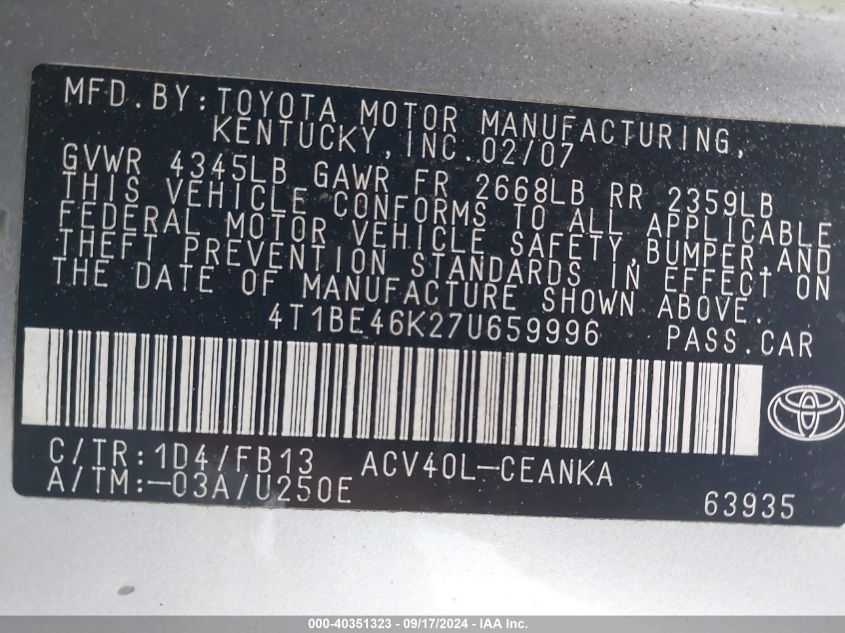 MFD.BY:TOYOTA MOTOR MANUFACTURING,
KENTUCKY,INC.02/07
GVWR 4345LB GAWR FR 2668LB RR 2359LB
THIS VEHICLE CONFORMS TO ALL APPLICABLE
FEDERAL MOTOR VEHICLE SAFETY,BUMPER,AND
THEFT PREVENTION STANDARDS IN EFFECT ON
THE DATE OF MANUFACTURE SHOWN ABOVE.
4T1BE46K27U659996 PASS.CAR
C/TR:1D4/FB13 ACV40L-CEANKA
A/TM:-03A/U250E 63935
000-40351323 - 09/17/2024 - IAA Inc.